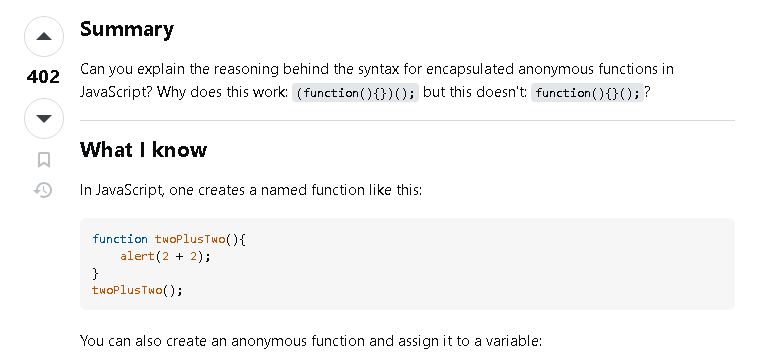 Summary
402
Can you explain the reasoning behind the syntax for encapsulated anonymous functions in
JavaScript? Why does this work: (function(){})(); but this doesn't: function(){}();?
What I know
In JavaScript, one creates a named function like this:
function twoPlusTwo(){
    alert(2 + 2);
}
twoPlusTwo();
You can also create an anonymous function and assign it to a variable: